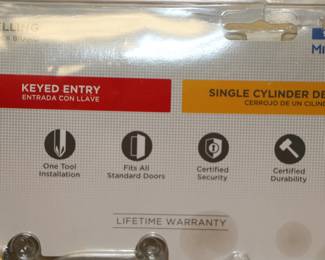 LLING
KEYED ENTRY
ENTRADA CON LLAVE
SINGLE CYLINDER DE
CERROJO DE UN CILIN
One Tool
Installation
Fits All
Standard Doors
Certified
Security
Certified
Durability
LIFETIME WARRANTY